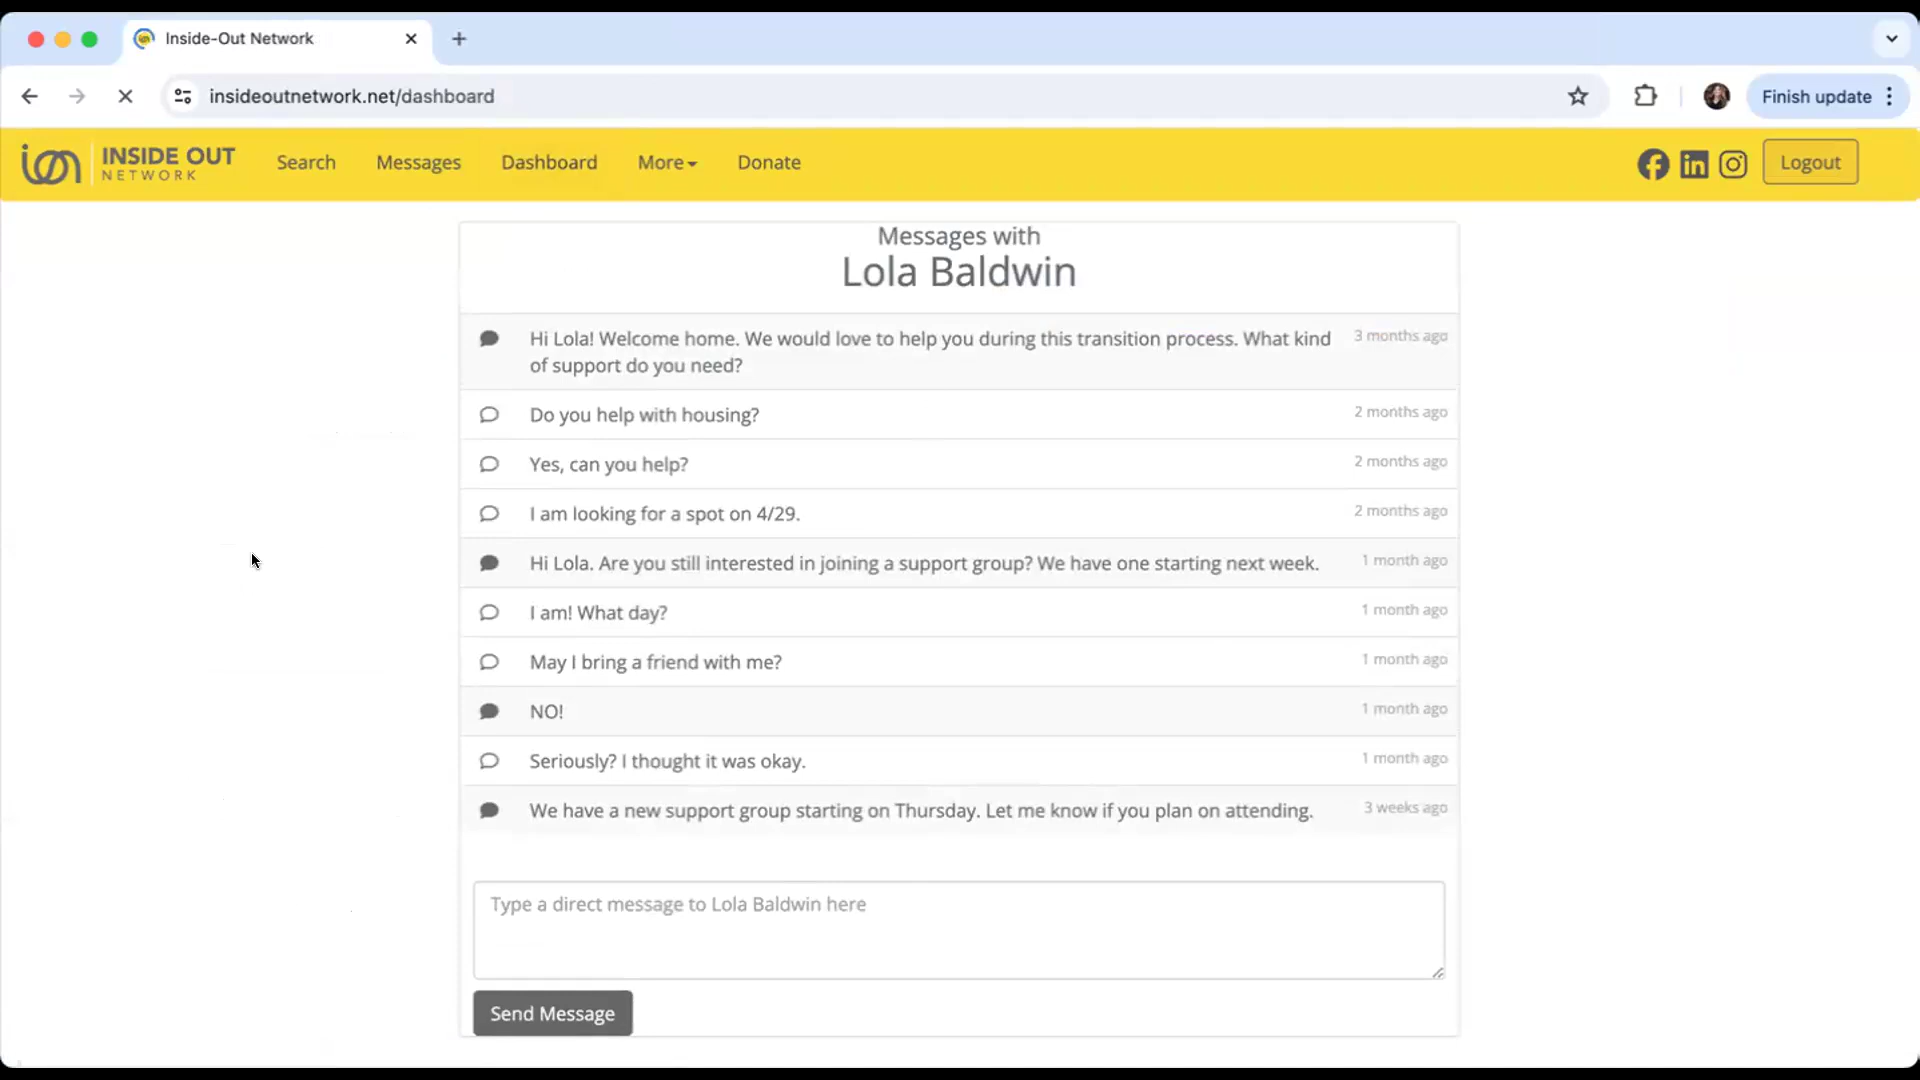 Inside-Out Network
insideoutnetwork.net/dashboard
Finish update
ion INSIDE OUT
NETWORK
Search Messages Dashboard More Donate
in
Logout
Messages with
Lola Baldwin
Hi Lola! Welcome home. We would love to help you during this transition process. What kind 3 months ago
of support do you need?
Do you help with housing? 2 months ago
Yes, can you help? 2 months ago
I am looking for a spot on 4/29. 2 months ago
Hi Lola. Are you still interested in joining a support group? We have one starting next week. 1 month ago
I am! What day? 1 month ago
May I bring a friend with me? 1 month ago
NO! 1 month ago
Seriously? I thought it was okay. 1 month ago
We have a new support group starting on Thursday. Let me know if you plan on attending. 3 weeks ago
Type a direct message to Lola Baldwin here
Send Message